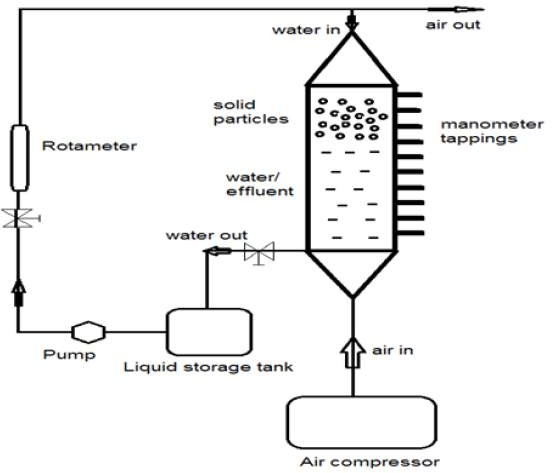 water in
air out
solid
particles
manometer
tappings
Rotameter
water/
effluent
water out
Pump
Liquid storage tank
air in
Air compressor